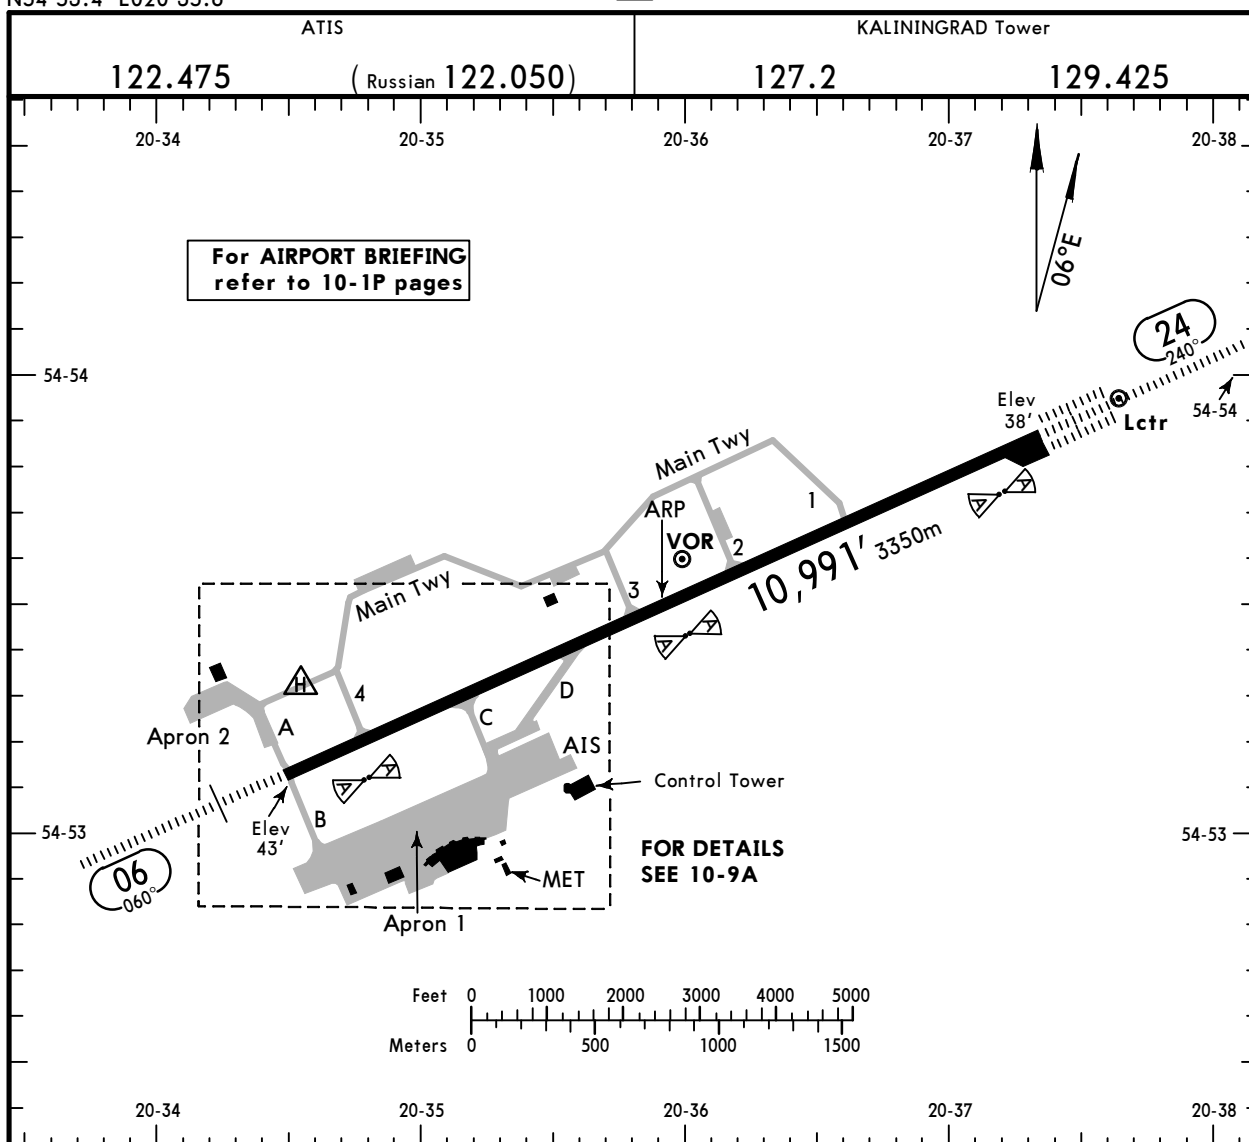 N54 53.4 E020 35.6
ATIS
KALININGRAD Tower
122.475 (Russian 122.050)
127.2 129.425
20-34 20-35 20-36 20-37 20-38
06°E
For AIRPORT BRIEFING
refer to 10-1P pages
24
240°
54-54
Elev
38'
54-54
Lctr
Main Twy
1
ARP
VOR
2
10,991' 3350m
A A
Main Twy
3
A A
H
4
D
A
C
Apron 2
AIS
A A
Control Tower
B
Elev
43'
54-53
54-53
FOR DETAILS
SEE 10-9A
06
060°
MET
Apron 1
Feet 0 1000 2000 3000 4000 5000
Meters 0 500 1000 1500
20-34 20-35 20-36 20-37 20-38